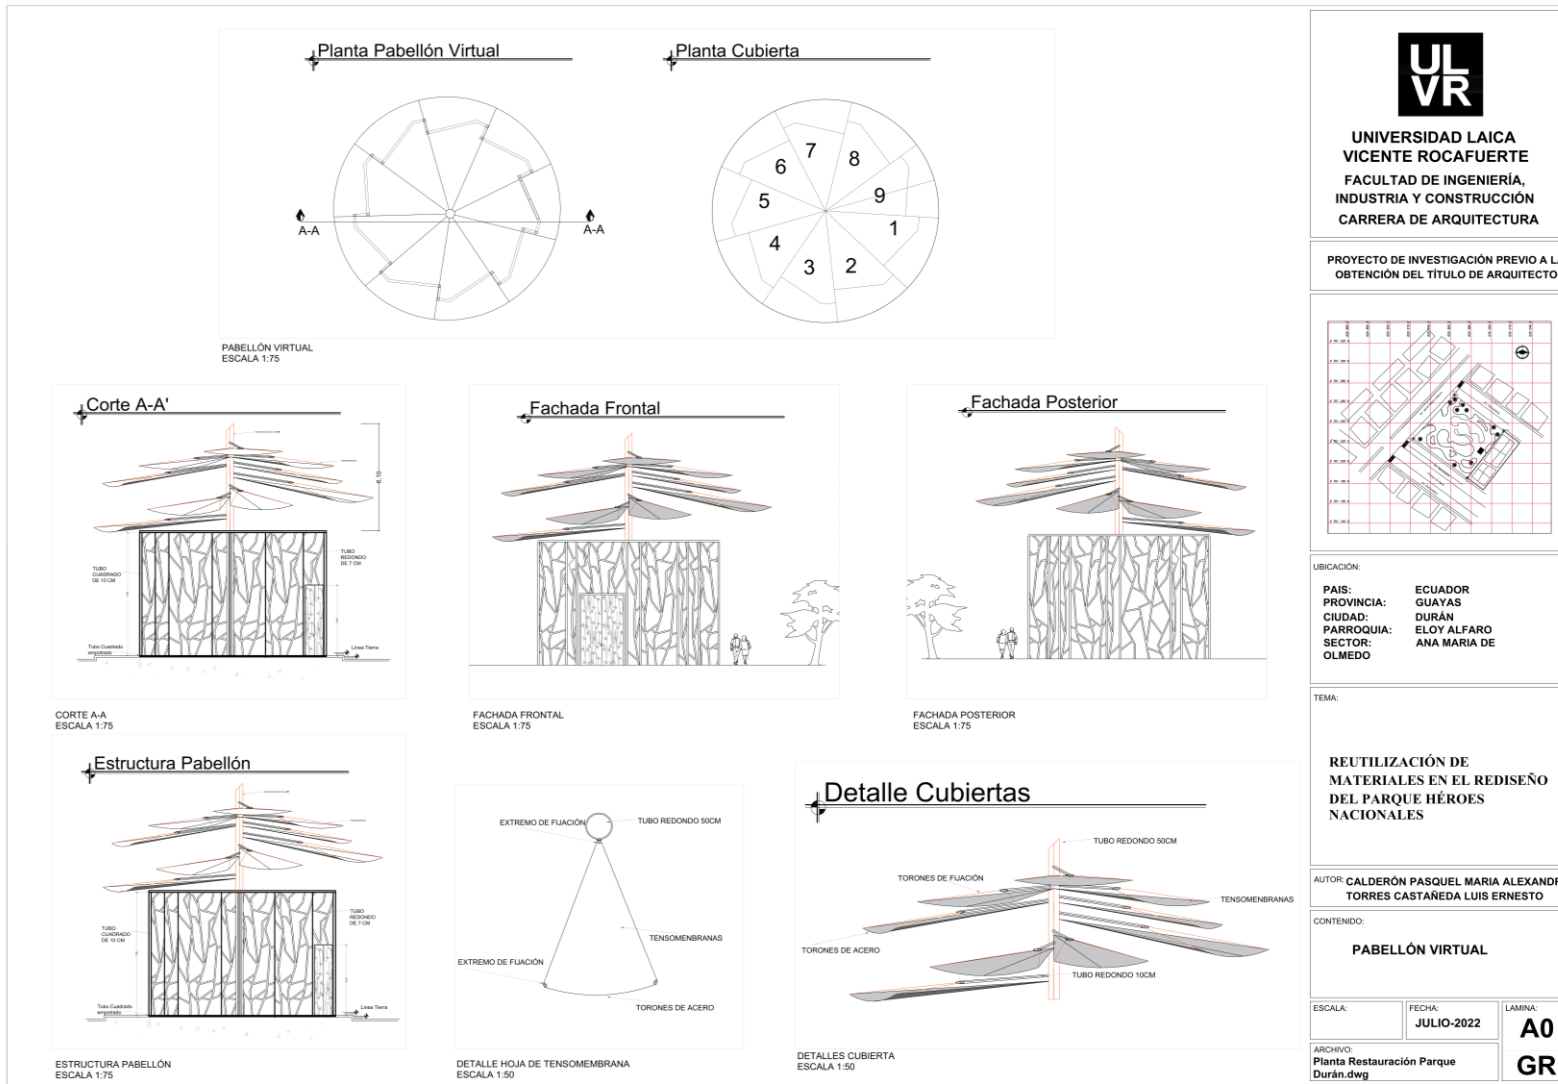 Planta Pabellón Virtual
Planta Cubierta
A-A
A-A
1
2
3
4
5
6
7
8
9
PABELLÓN VIRTUAL
ESCALA 1:75
Corte A-A'
6,15
TUBO
CUADRADO
DE 10 CM
TUBO
REDONDO
DE 7 CM
Tubo Cuadrado
empotrado
Línea Tierra
CORTE A-A
ESCALA 1:75
Fachada Frontal
FACHADA FRONTAL
ESCALA 1:75
Fachada Posterior
FACHADA POSTERIOR
ESCALA 1:75
Estructura Pabellón
TUBO
CUADRADO
DE 10 CM
TUBO
REDONDO
DE 7 CM
Tubo Cuadrado
empotrado
Línea Tierra
ESTRUCTURA PABELLÓN
ESCALA 1:75
EXTREMO DE FIJACIÓN
TUBO REDONDO 50CM
TENSOMENBRANAS
EXTREMO DE FIJACIÓN
TORONES DE ACERO
DETALLE HOJA DE TENSOMEMBRANA
ESCALA 1:50
Detalle Cubiertas
TUBO REDONDO 50CM
TORONES DE FIJACIÓN
TENSOMENBRANAS
TORONES DE ACERO
TUBO REDONDO 10CM
DETALLES CUBIERTA
ESCALA 1:50
UL
VR
UNIVERSIDAD LAICA
VICENTE ROCAFUERTE
FACULTAD DE INGENIERÍA,
INDUSTRIA Y CONSTRUCCIÓN
CARRERA DE ARQUITECTURA
PROYECTO DE INVESTIGACIÓN PREVIO A LA
OBTENCIÓN DEL TÍTULO DE ARQUITECTO
UBICACIÓN:
PAIS: ECUADOR
PROVINCIA: GUAYAS
CIUDAD: DURÁN
PARROQUIA: ELOY ALFARO
SECTOR: ANA MARIA DE
OLMEDO
TEMA:
REUTILIZACIÓN DE
MATERIALES EN EL REDISEÑO
DEL PARQUE HÉROES
NACIONALES
AUTOR: CALDERÓN PASQUEL MARIA ALEXANDR
TORRES CASTAÑEDA LUIS ERNESTO
CONTENIDO:
PABELLÓN VIRTUAL
ESCALA:
FECHA:
JULIO-2022
LAMINA:
A0
GR
ARCHIVO:
Planta Restauración Parque
Durán.dwg